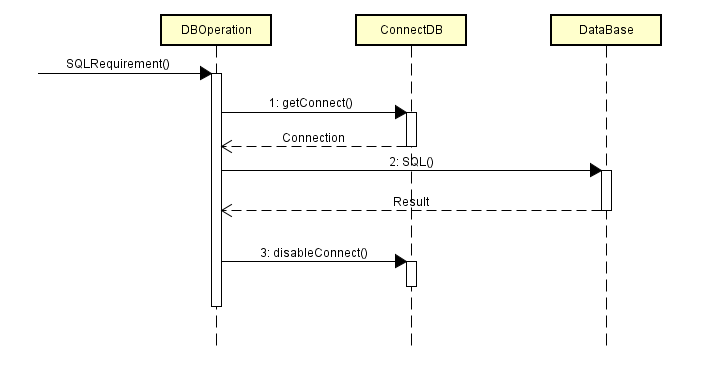 DBOperation
ConnectDB
DataBase
SQLRequirement()
1: getConnect()
Connection
2: SQL()
Result
3: disableConnect()